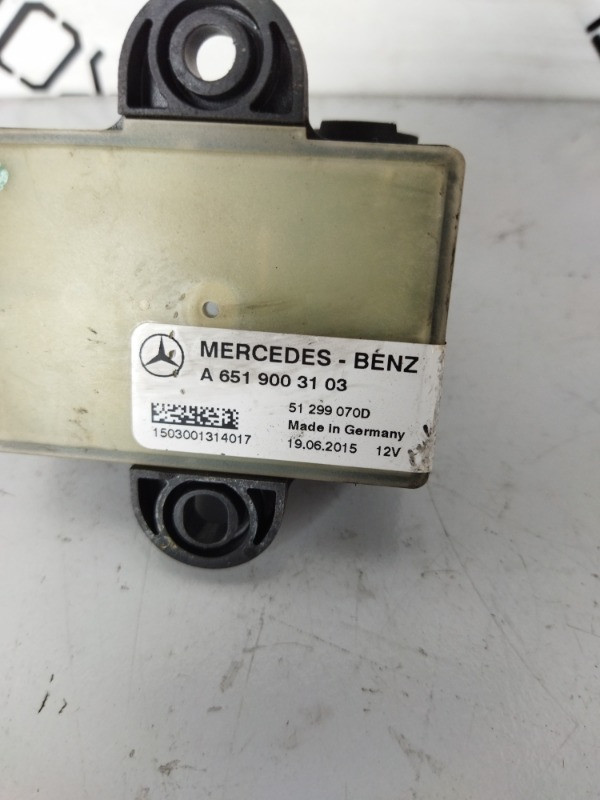 MERCEDES - BENZ
A 651 900 31 03
51 299 070D
Made in Germany
1503001314017
19.06.2015 12V